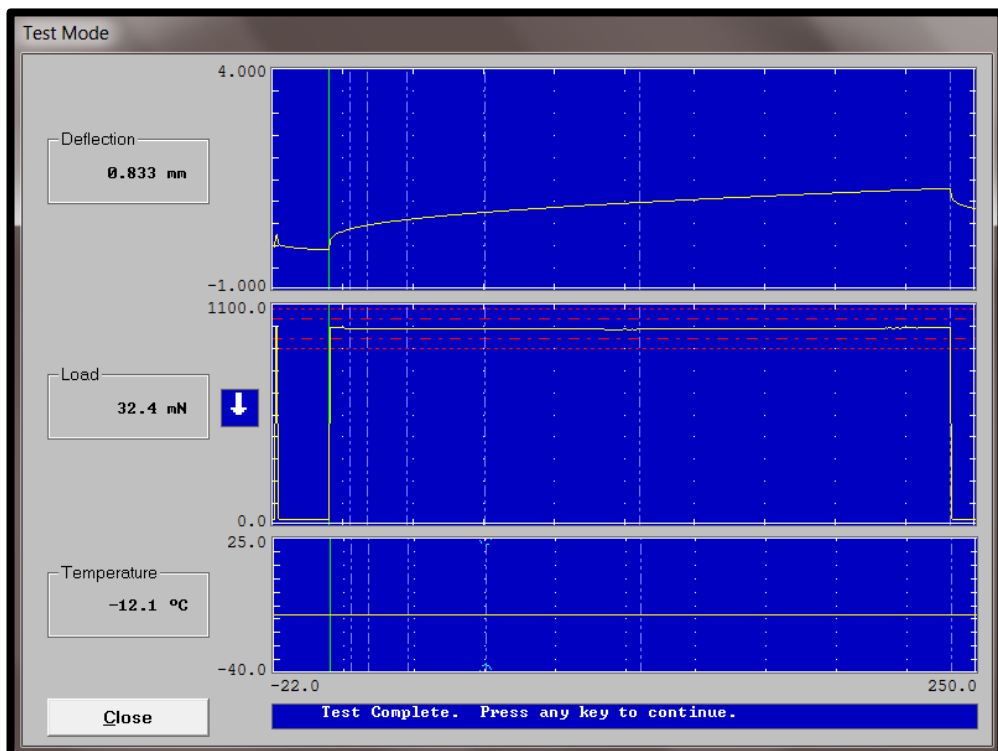 Test Mode
4.000
Deflection
0.833 mm
-1.000
1100.0
Load
32.4 mN
0.0
25.0
Temperature
-12.1 ºC
-40.0
-22.0 250.0
Close
Test Complete. Press any key to continue.